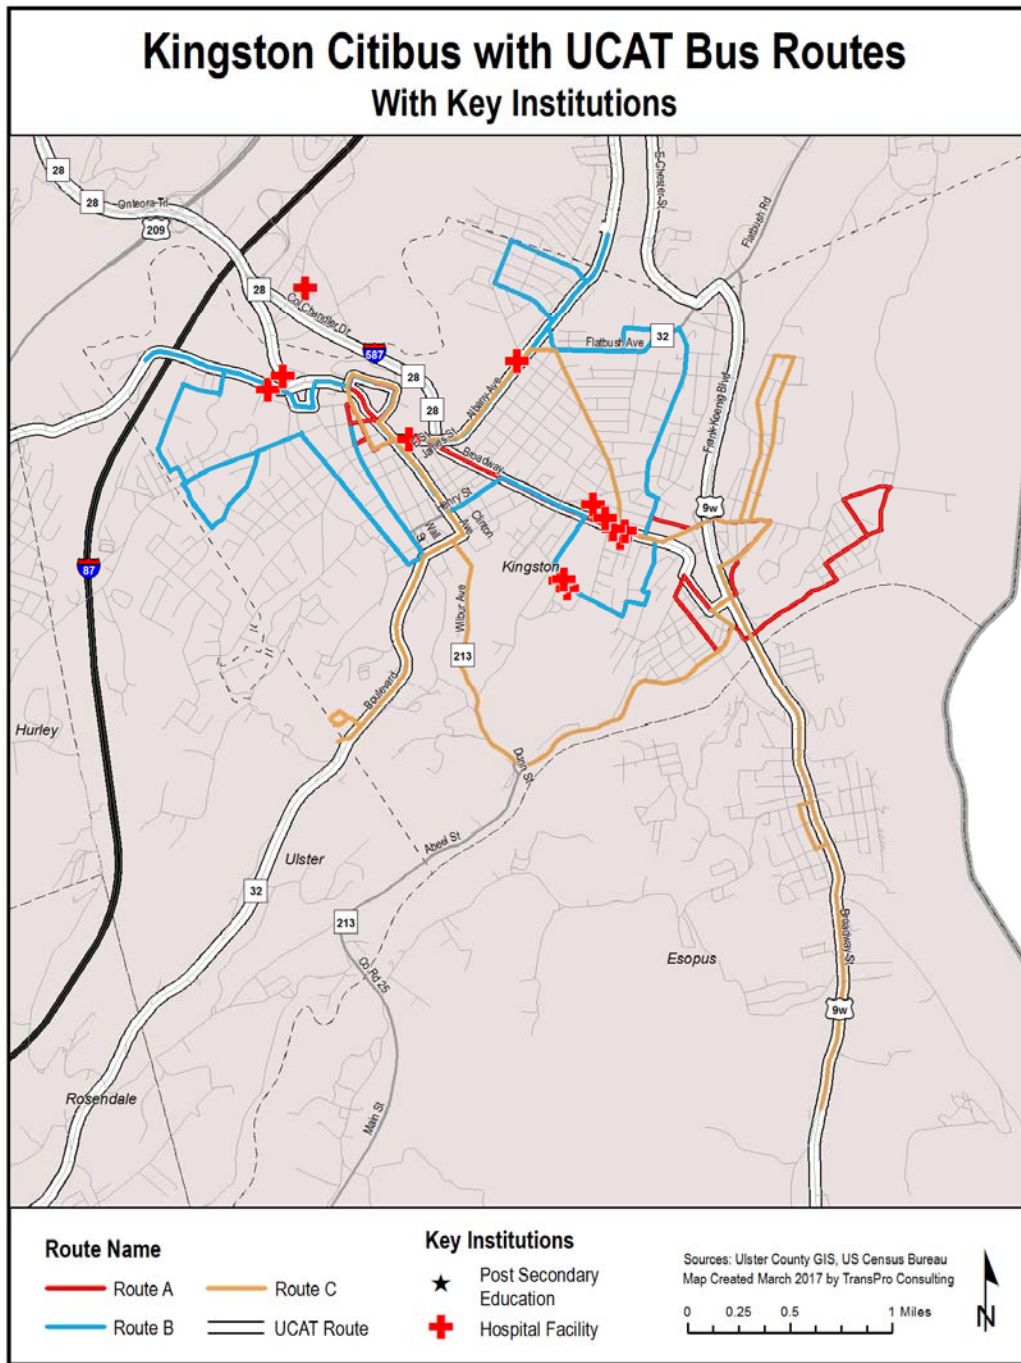 Kingston Citibus with UCAT Bus Routes
With Key Institutions
28
28
Onteora Trl
209
28
Col Chandler Dr
587
28
28
E Chester St
Flatbush Rd
Flatbush Ave
32
Albany Ave
James St
Broadway
Henry St
Clinton
Ave
Wall
St
Frank Koenig Blvd
9w
87
Kingston
Wilbur Ave
213
Boulevard
Hurley
Dunn St
Abeel St
Ulster
32
213
Co Rd 25
Esopus
Broadway St
9w
Rosendale
Main St
Route Name
Route A
Route B
Route C
UCAT Route
Key Institutions
Post Secondary
Education
Hospital Facility
Sources: Ulster County GIS, US Census Bureau
Map Created March 2017 by TransPro Consulting
0 0.25 0.5 1 Miles
N